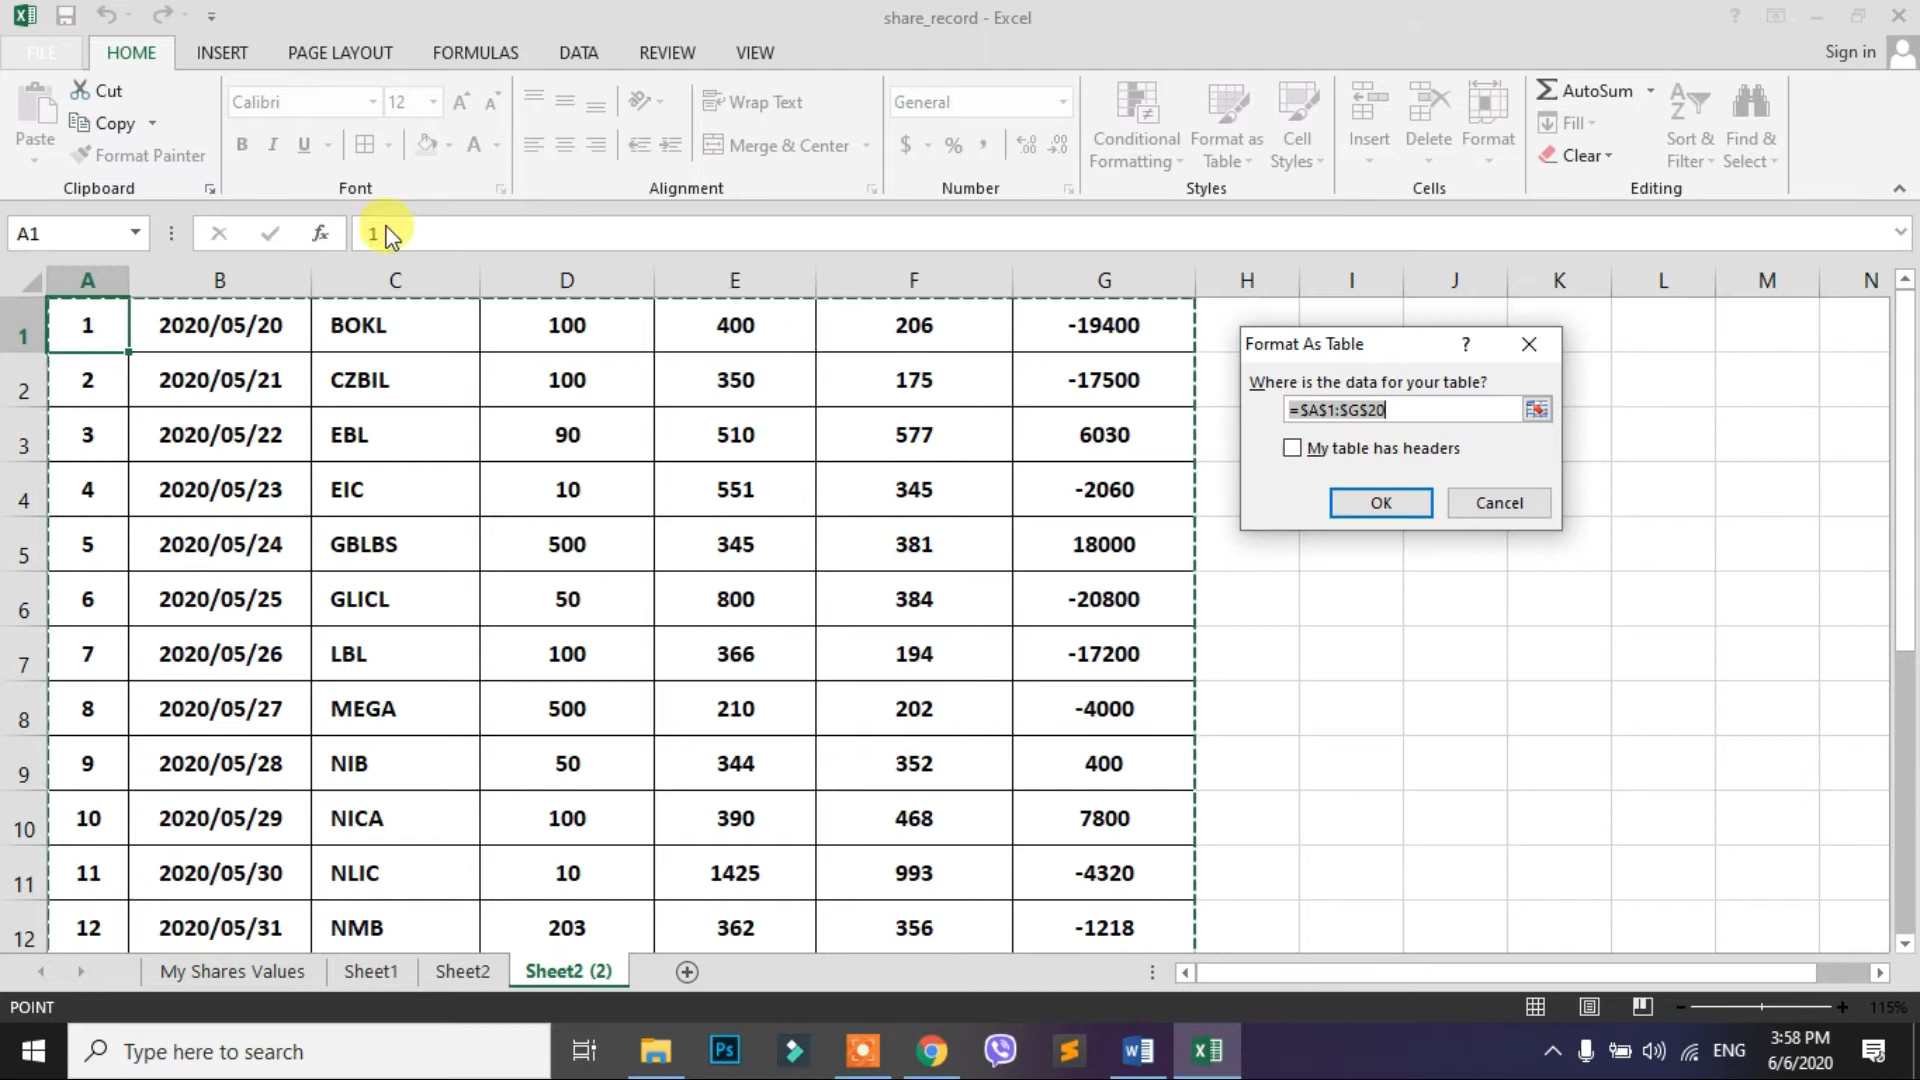 share_record - Excel
FILE HOME INSERT PAGE LAYOUT FORMULAS DATA REVIEW VIEW Sign in
Paste Cut Copy Format Painter Clipboard
Calibri 12 B I U A Font
Wrap Text Merge & Center Alignment
General $ % , Number
Conditional Formatting Format as Table Cell Styles Styles
Insert Delete Format Cells
AutoSum Fill Clear Sort & Filter Find & Select Editing
A1 fx 1
A B C D E F G H I J K L M N
1 1 2020/05/20 BOKL 100 400 206 -19400
2 2 2020/05/21 CZBIL 100 350 175 -17500
3 3 2020/05/22 EBL 90 510 577 6030
4 4 2020/05/23 EIC 10 551 345 -2060
5 5 2020/05/24 GBLBS 500 345 381 18000
6 6 2020/05/25 GLICL 50 800 384 -20800
7 7 2020/05/26 LBL 100 366 194 -17200
8 8 2020/05/27 MEGA 500 210 202 -4000
9 9 2020/05/28 NIB 50 344 352 400
10 10 2020/05/29 NICA 100 390 468 7800
11 11 2020/05/30 NLIC 10 1425 993 -4320
12 12 2020/05/31 NMB 203 362 356 -1218
Format As Table ?
Where is the data for your table?
=$A$1:$G$20
My table has headers
OK Cancel
My Shares Values Sheet1 Sheet2 Sheet2 (2)
POINT 115%
Type here to search Ps ENG 3:58 PM
6/6/2020